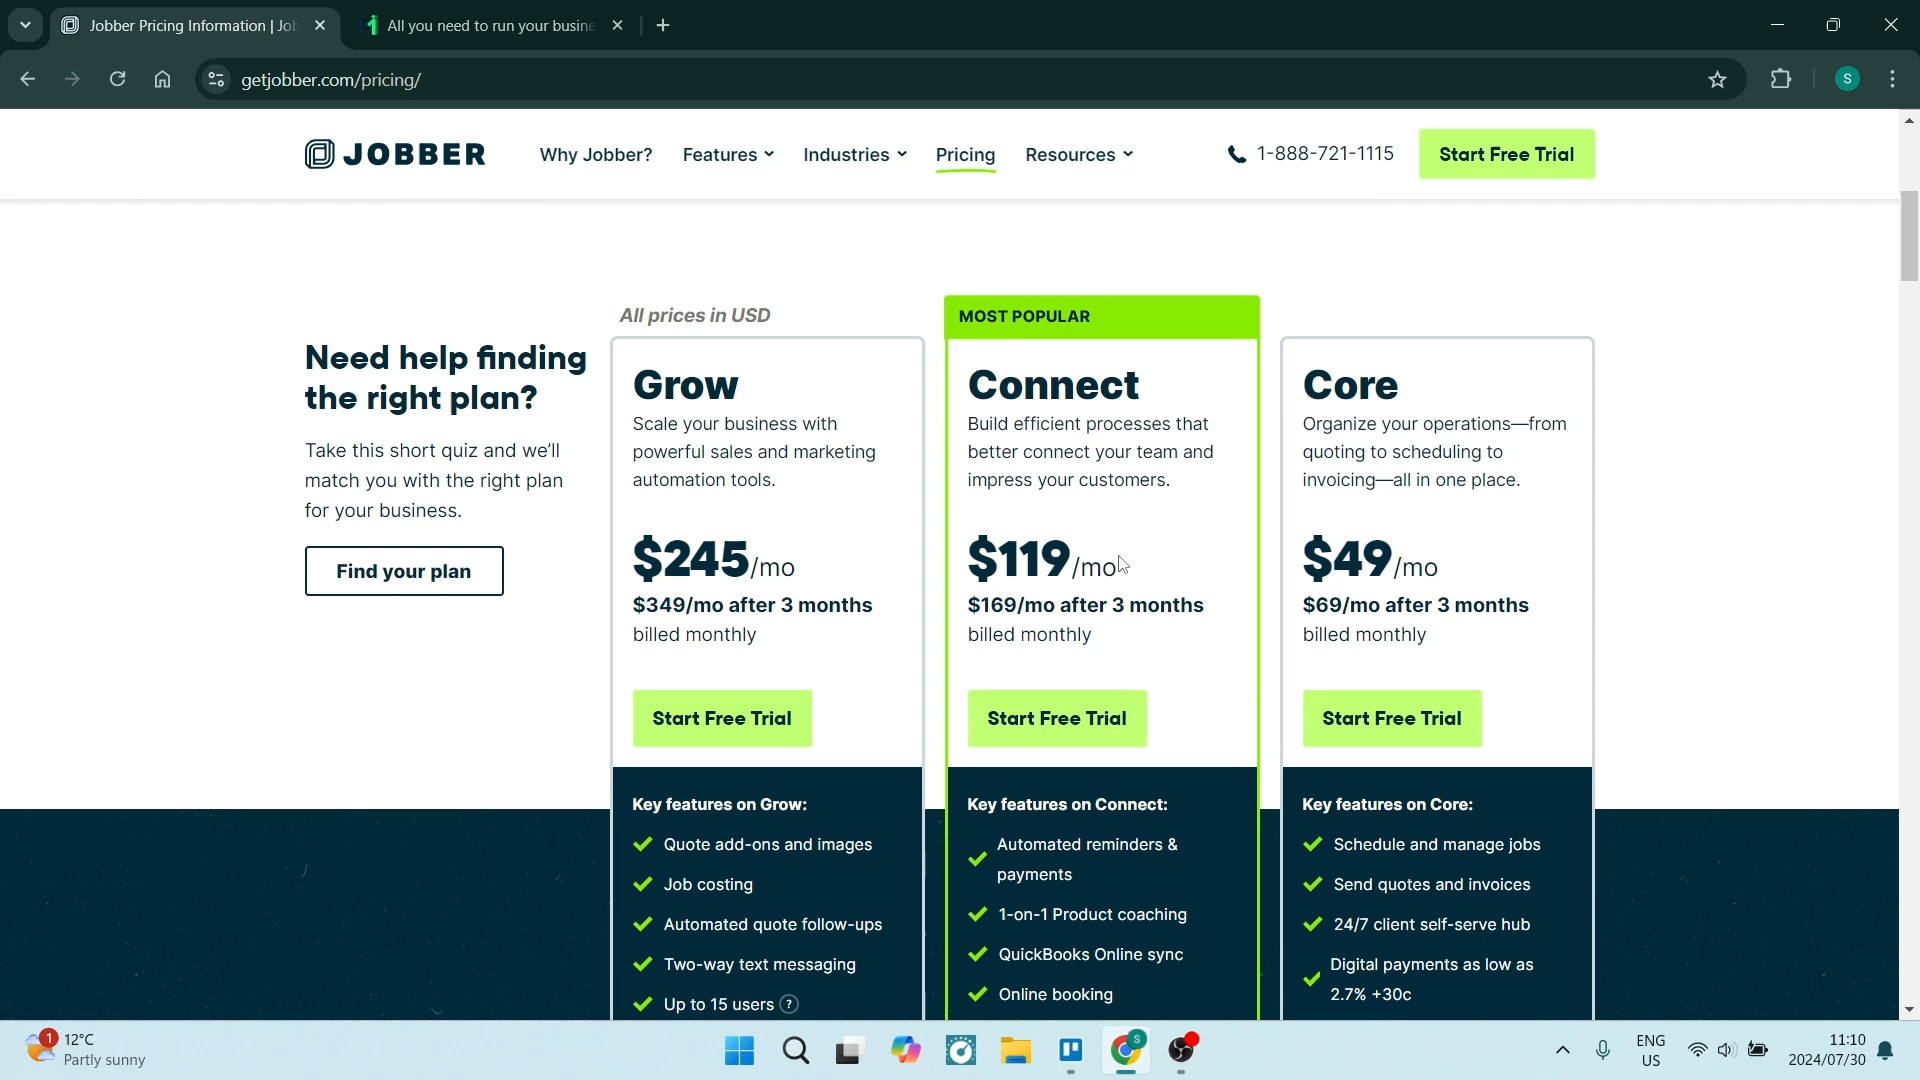 Jobber Pricing Information | Job
All you need to run your busine
getjobber.com/pricing/
S
JOBBER
Why Jobber?
Features
Industries
Pricing
Resources
1-888-721-1115
Start Free Trial
Need help finding
the right plan?
Take this short quiz and we'll
match you with the right plan
for your business.
Find your plan
All prices in USD
Grow
Scale your business with
powerful sales and marketing
automation tools.
$245/mo
$349/mo after 3 months
billed monthly
Start Free Trial
Key features on Grow:
Quote add-ons and images
Job costing
Automated quote follow-ups
Two-way text messaging
Up to 15 users ?
MOST POPULAR
Connect
Build efficient processes that
better connect your team and
impress your customers.
$119/mo
$169/mo after 3 months
billed monthly
Start Free Trial
Key features on Connect:
Automated reminders &
payments
1-on-1 Product coaching
QuickBooks Online sync
Online booking
Core
Organize your operations—from
quoting to scheduling to
invoicing—all in one place.
$49/mo
$69/mo after 3 months
billed monthly
Start Free Trial
Key features on Core:
Schedule and manage jobs
Send quotes and invoices
24/7 client self-serve hub
Digital payments as low as
2.7% +30c
1
12°C
Partly sunny
S
ENG
US
11:10
2024/07/30